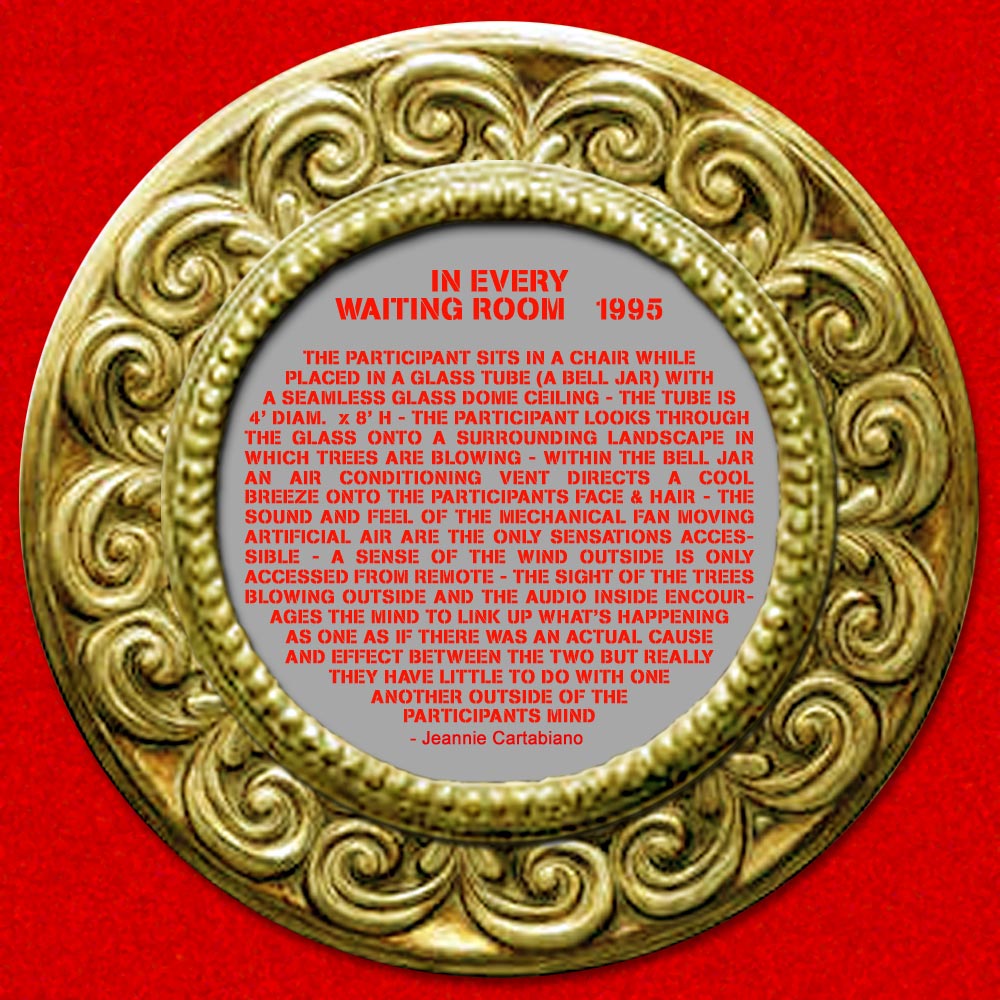 IN EVERY
WAITING ROOM 1995
THE PARTICIPANT SITS IN A CHAIR WHILE
PLACED IN A GLASS TUBE (A BELL JAR) WITH
A SEAMLESS GLASS DOME CEILING - THE TUBE IS
4' DIAM. x 8' H - THE PARTICIPANT LOOKS THROUGH
THE GLASS ONTO A SURROUNDING LANDSCAPE IN
WHICH TREES ARE BLOWING - WITHIN THE BELL JAR
AN AIR CONDITIONING VENT DIRECTS A COOL
BREEZE ONTO THE PARTICIPANTS FACE & HAIR - THE
SOUND AND FEEL OF THE MECHANICAL FAN MOVING
ARTIFICIAL AIR ARE THE ONLY SENSATIONS ACCES-
SIBLE - A SENSE OF THE WIND OUTSIDE IS ONLY
ACCESSED FROM REMOTE - THE SIGHT OF THE TREES
BLOWING OUTSIDE AND THE AUDIO INSIDE ENCOUR-
AGES THE MIND TO LINK UP WHAT'S HAPPENING
AS ONE AS IF THERE WAS AN ACTUAL CAUSE
AND EFFECT BETWEEN THE TWO BUT REALLY
THEY HAVE LITTLE TO DO WITH ONE
ANOTHER OUTSIDE OF THE
PARTICIPANTS MIND
- Jeannie Cartabiano